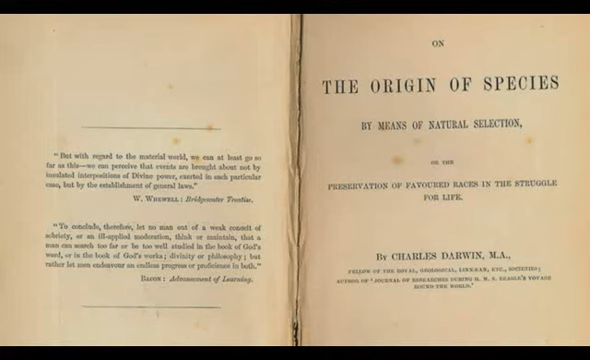 "But with regard to the material world, we can at least go so
far as this—we can perceive that events are brought about not by
insulated interpositions of Divine power, exerted in each particular
case, but by the establishment of general laws."
W. WHEWELL: Bridgewater Treatise.
"To conclude, therefore, let no man out of a weak conceit of
sobriety, or an ill-applied moderation, think or maintain, that a
man can search too far or be too well studied in the book of God's
word, or in the book of God's works; divinity or philosophy; but
rather let men endeavour an endless progress or proficience in both."
BACON: Advancement of Learning.
ON
THE ORIGIN OF SPECIES
BY MEANS OF NATURAL SELECTION,
OR THE
PRESERVATION OF FAVOURED RACES IN THE STRUGGLE
FOR LIFE.
BY CHARLES DARWIN, M.A.,
FELLOW OF THE ROYAL, GEOLOGICAL, LINNÆAN, ETC., SOCIETIES;
AUTHOR OF 'JOURNAL OF RESEARCHES DURING H. M. S. BEAGLE'S VOYAGE
ROUND THE WORLD.'